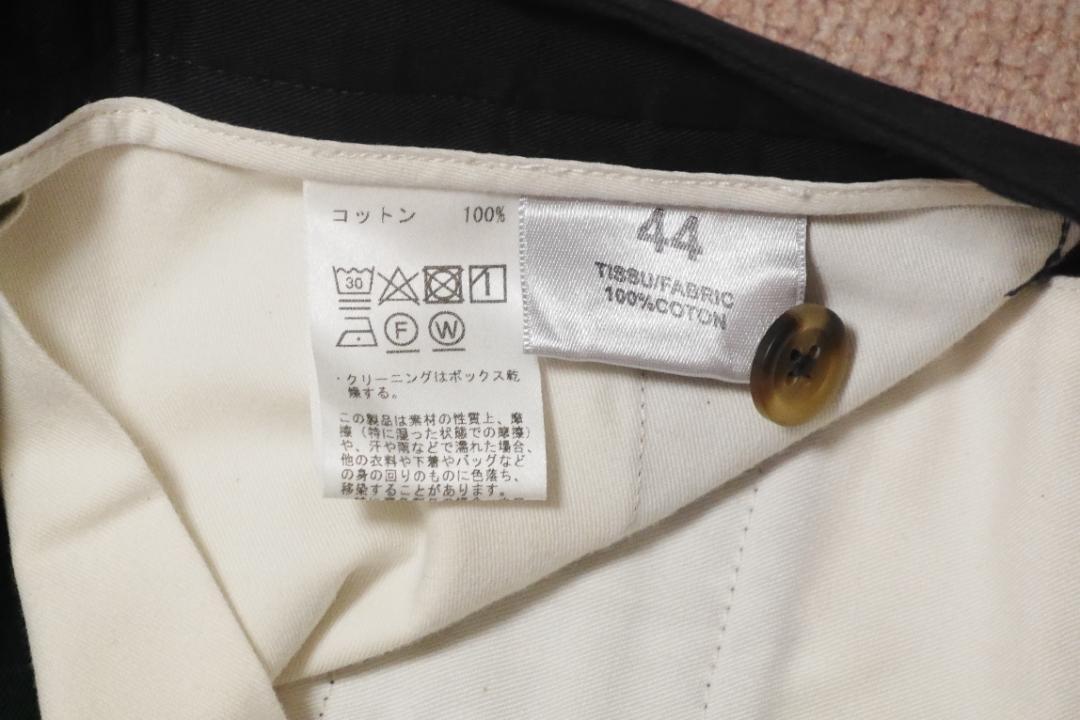 コットン 100%
30
F W
・クリーニングはボックス乾
燥する。
この製品は素材の性質上、摩
擦（特に湿った状態での摩擦）
や、汗や雨などで濡れた場合、
他の衣料や下着やバッグなど
の身の回りのものに色落ち、
移染することがあります。
44
TISSU/FABRIC
100%COTON